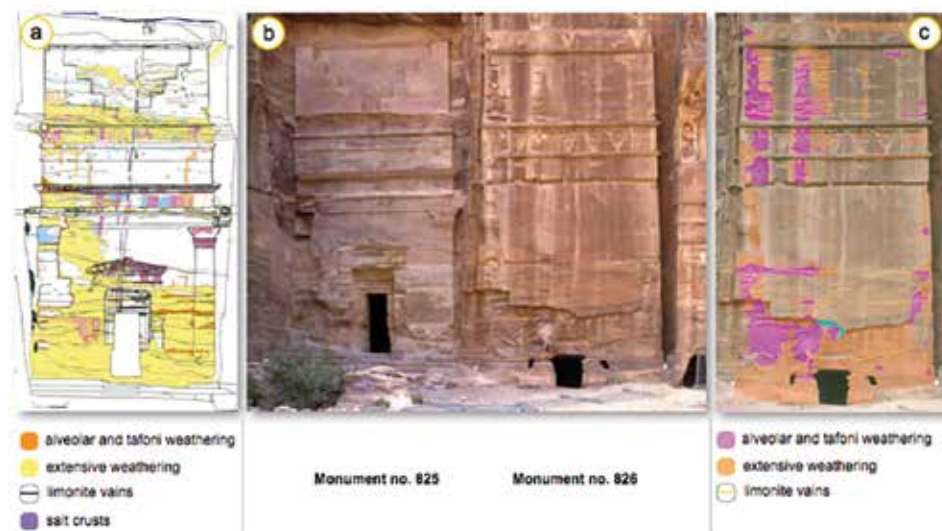 a
b
c
alveolar and tafoni weathering
extensive weathering
limonite vains
salt crusts
Monument no. 825
Monument no. 826
alveolar and tafoni weathering
extensive weathering
limonite vains